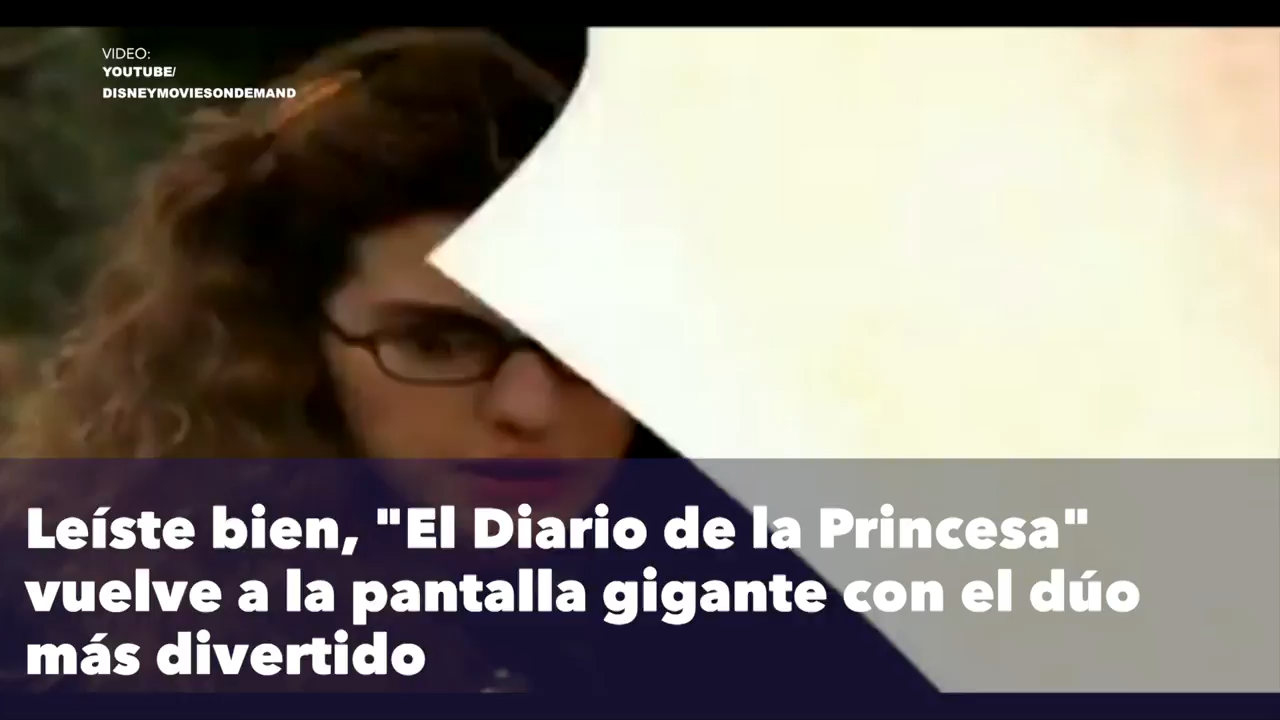 VIDEO:
YOUTUBE/
DISNEYMOVIESONDEMAND
Leíste bien, "El Diario de la Princesa"
vuelve a la pantalla gigante con el dúo
más divertido